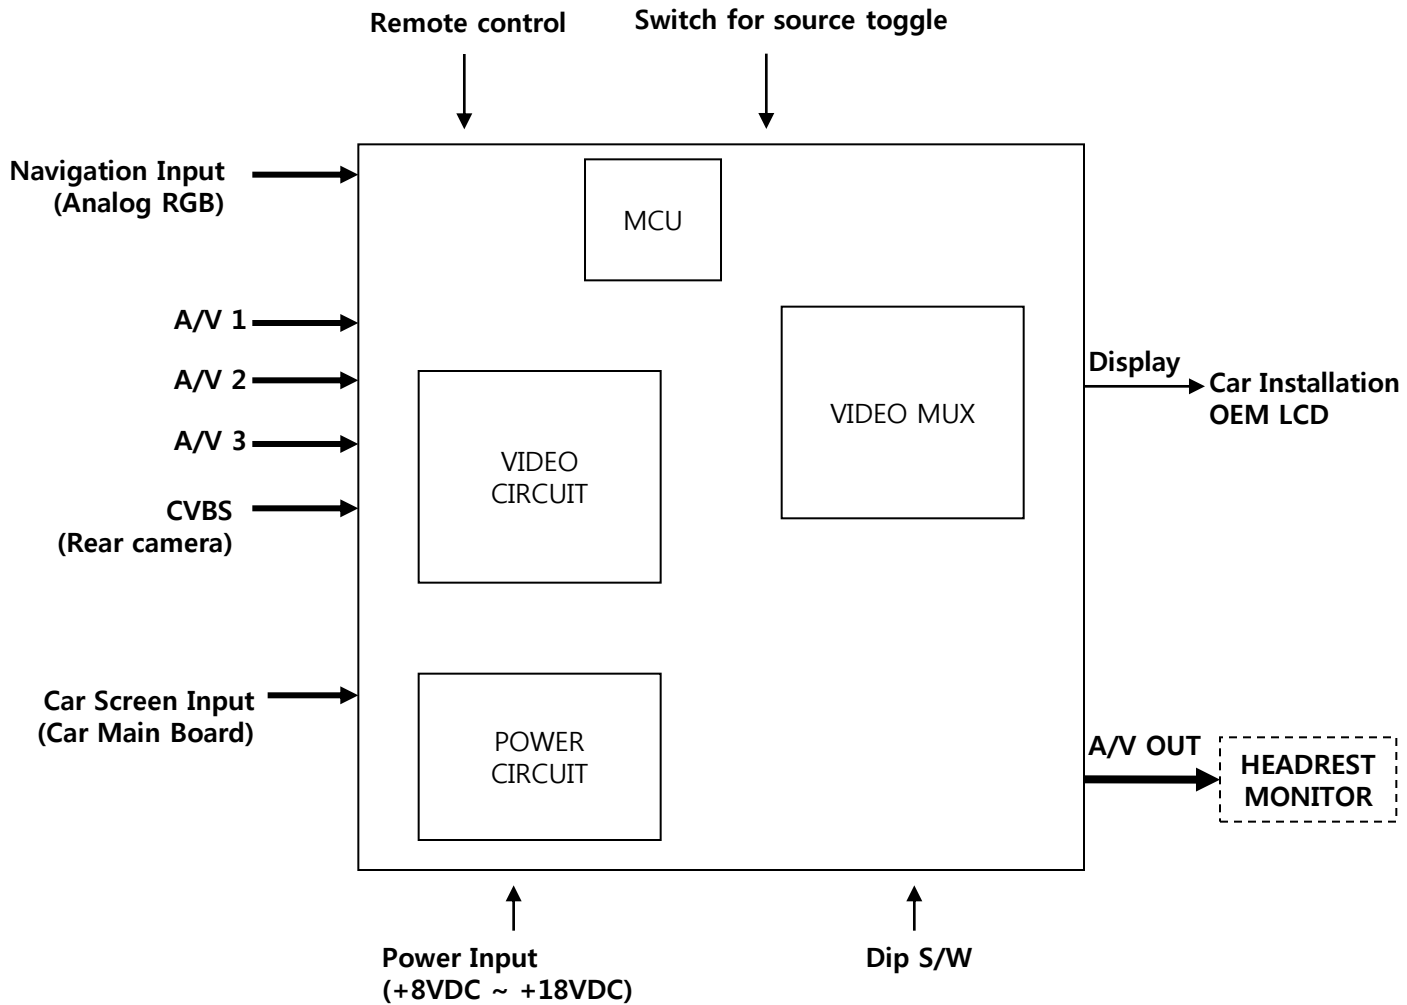 Remote control
Switch for source toggle
Navigation Input
(Analog RGB)
MCU
A/V 1
A/V 2
A/V 3
CVBS
(Rear camera)
VIDEO
CIRCUIT
VIDEO MUX
Display
Car Installation
OEM LCD
Car Screen Input
(Car Main Board)
POWER
CIRCUIT
A/V OUT
HEADREST
MONITOR
Power Input
(+8VDC ~ +18VDC)
Dip S/W